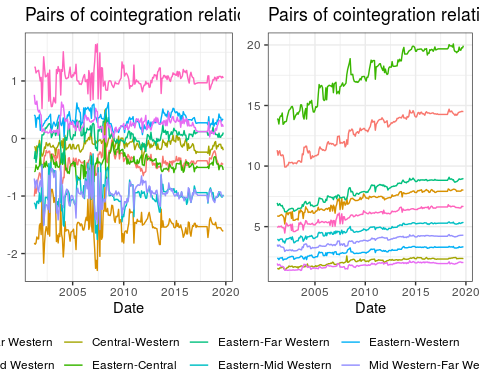 Pairs of cointegration relati
Pairs of cointegration relati
1
0
-1
-2
2005
2010
2015
2020
Date
20
15
10
5
2005
2010
2015
2020
Date
Western
Central-Western
Eastern-Far Western
Eastern-Western
Western
Eastern-Central
Eastern-Mid Western
Mid Western-Far We